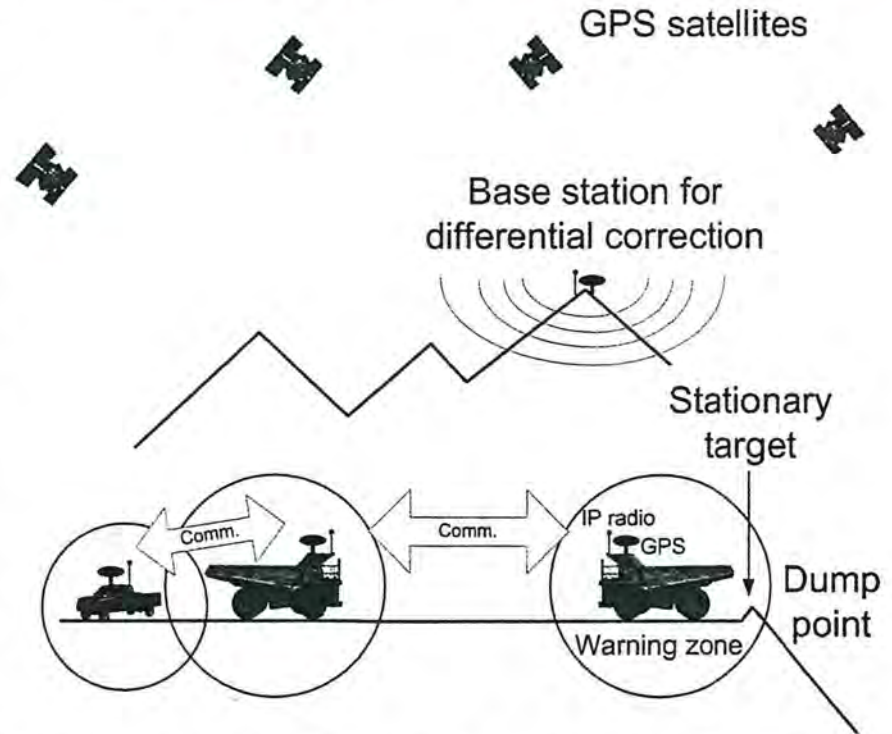 GPS satellites
Base station for
differential correction
Stationary
target
Comm.
Comm.
IP radio
GPS
Dump
point
Warning zone